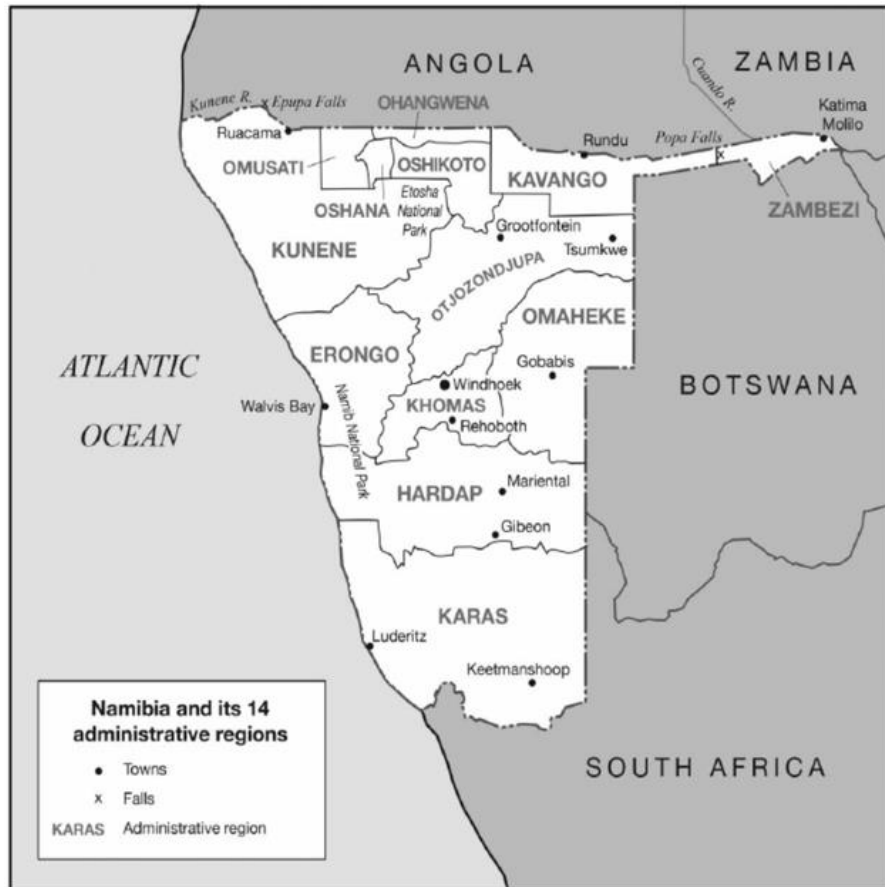 ANGOLA
ZAMBIA
Cuando R.
Kunene R.
Epupa Falls
OHANGWENA
Katima
Molilo
Ruacama
Rundu
Popa Falls
OMUSATI
OSHIKOTO
KAVANGO
OSHANA
Etosha
National
Park
ZAMBEZI
Grootfontein
KUNENE
Tsumkwe
OTJOZONDJUPA
OMAHEKE
ERONGO
ATLANTIC
OCEAN
Gobabis
BOTSWANA
Windhoek
Walvis Bay
KHOMAS
Rehoboth
Namib National Park
HARDAP
Mariental
Gibeon
KARAS
Luderitz
Keetmanshoop
SOUTH AFRICA
Namibia and its 14
administrative regions
Towns
x Falls
KARAS Administrative region